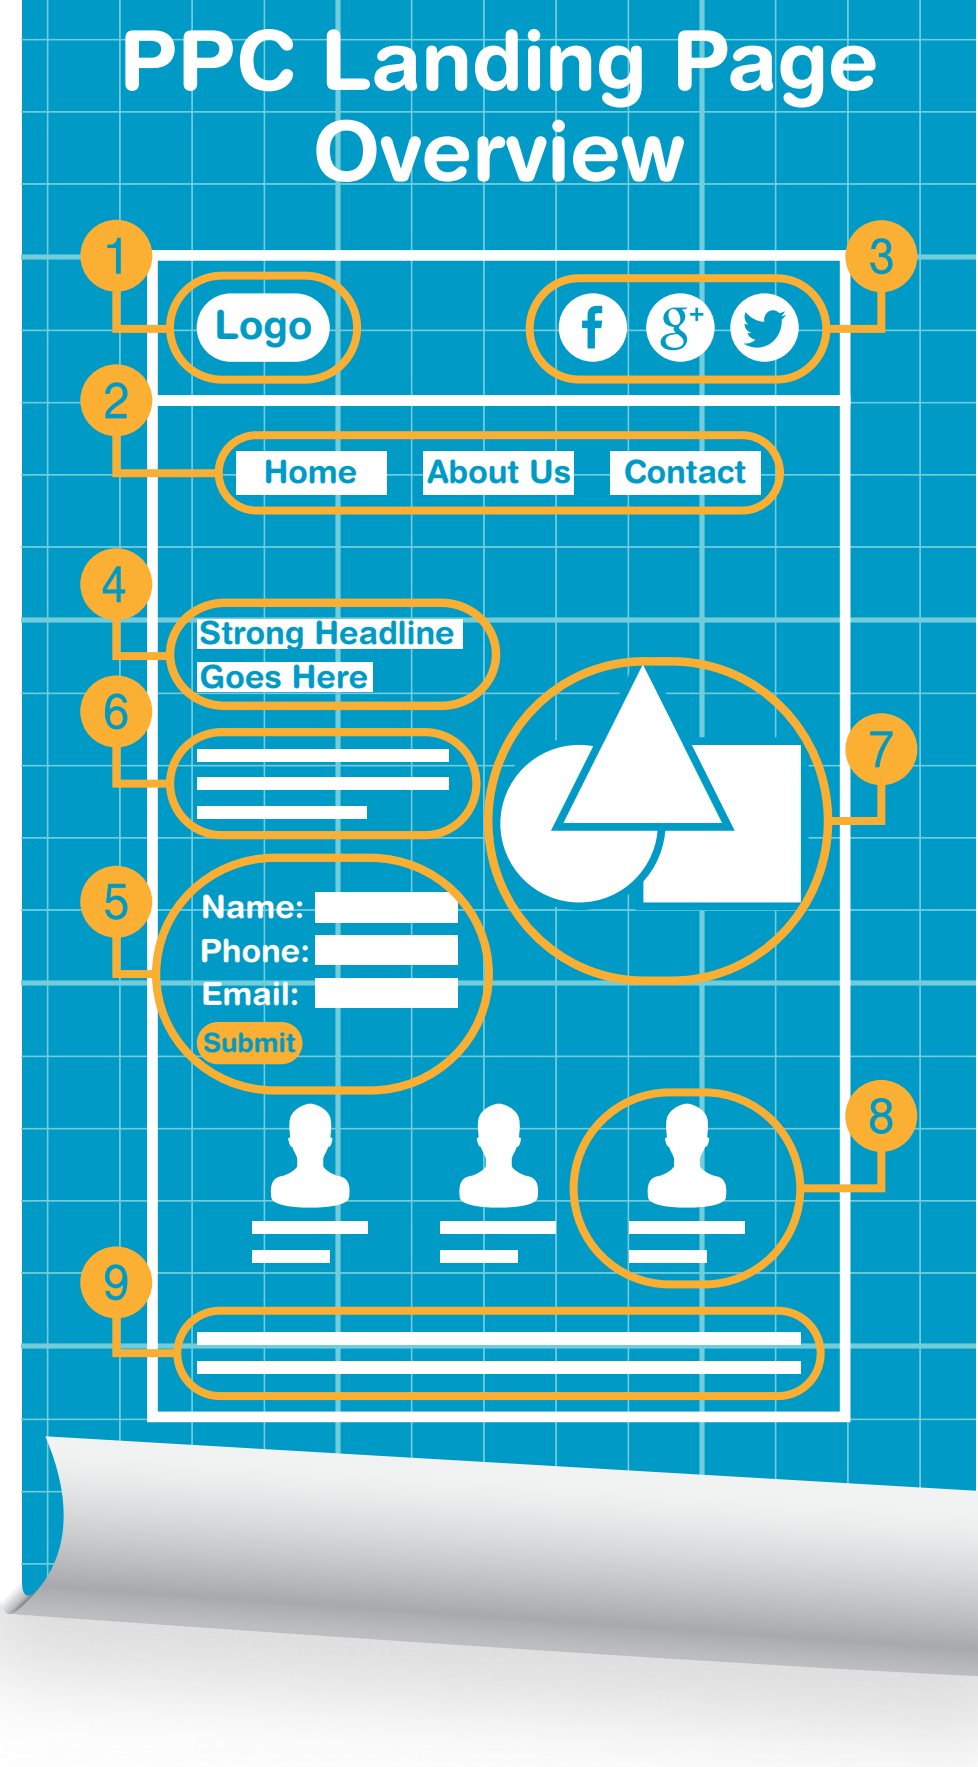 PPC Landing Page
Overview
1
3
Logo
f
g+
2
Home About Us Contact
4
Strong Headline
Goes Here
6
7
5
Name:
Phone:
Email:
Submit
8
9